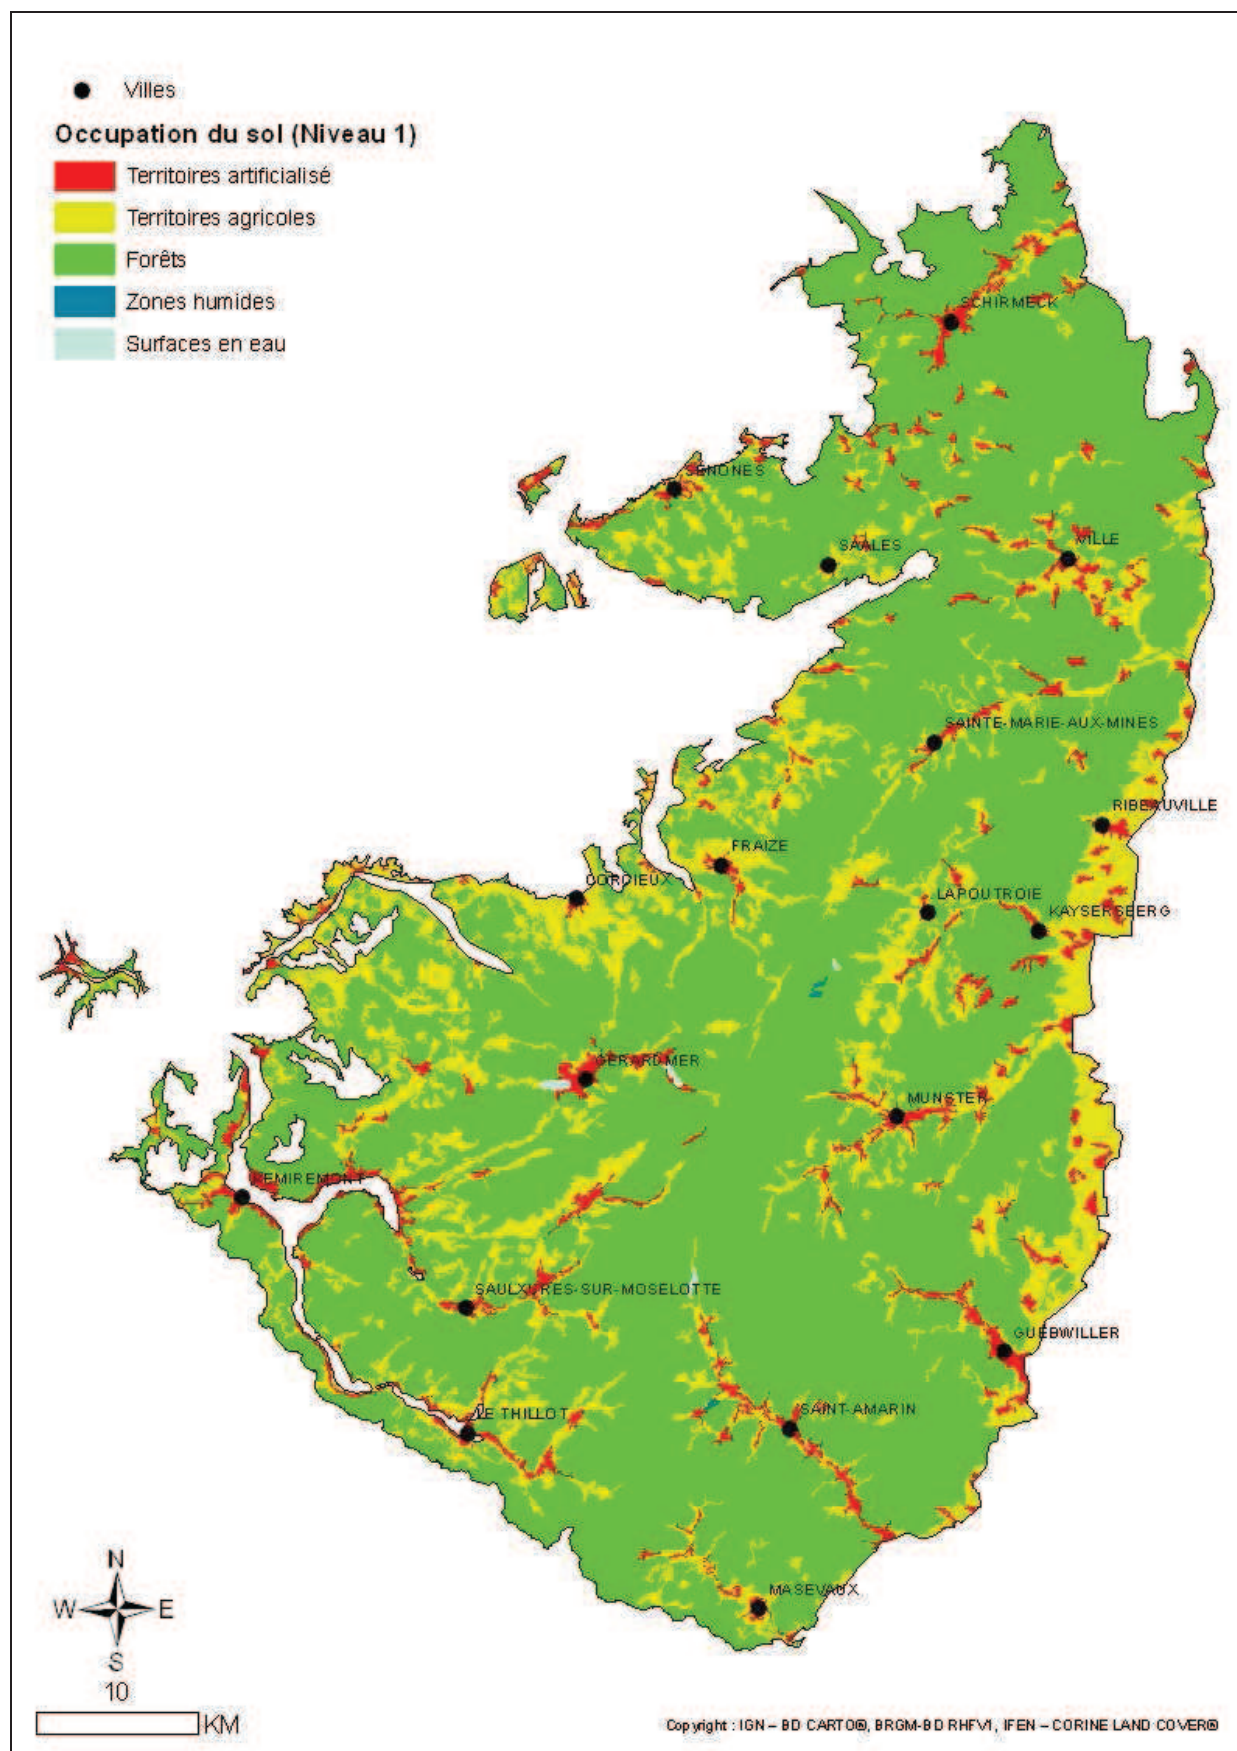 Villes
Occupation du sol (Niveau 1)
Territoires artificialisé
Territoires agricoles
Forêts
Zones humides
Surfaces en eau
SCHIRMECK
SENONES
SAALES
VILLE
SAINTE-MARIE-AUX-MINES
RIBEAUVILLE
FRAIZE
CORCIEUX
LAPOUTROIE
KAYSERSBERG
GERARDMER
MUNSTER
REMIREMONT
SAULXURES-SUR-MOSELOTTE
GUEBWILLER
LE THILLOT
SAINT-AMARIN
MASEVAUX
N
W E
S
10
KM
Copyright : IGN – BD CARTO®, BRGM-BD RHFV1, IFEN – CORINE LAND COVER®